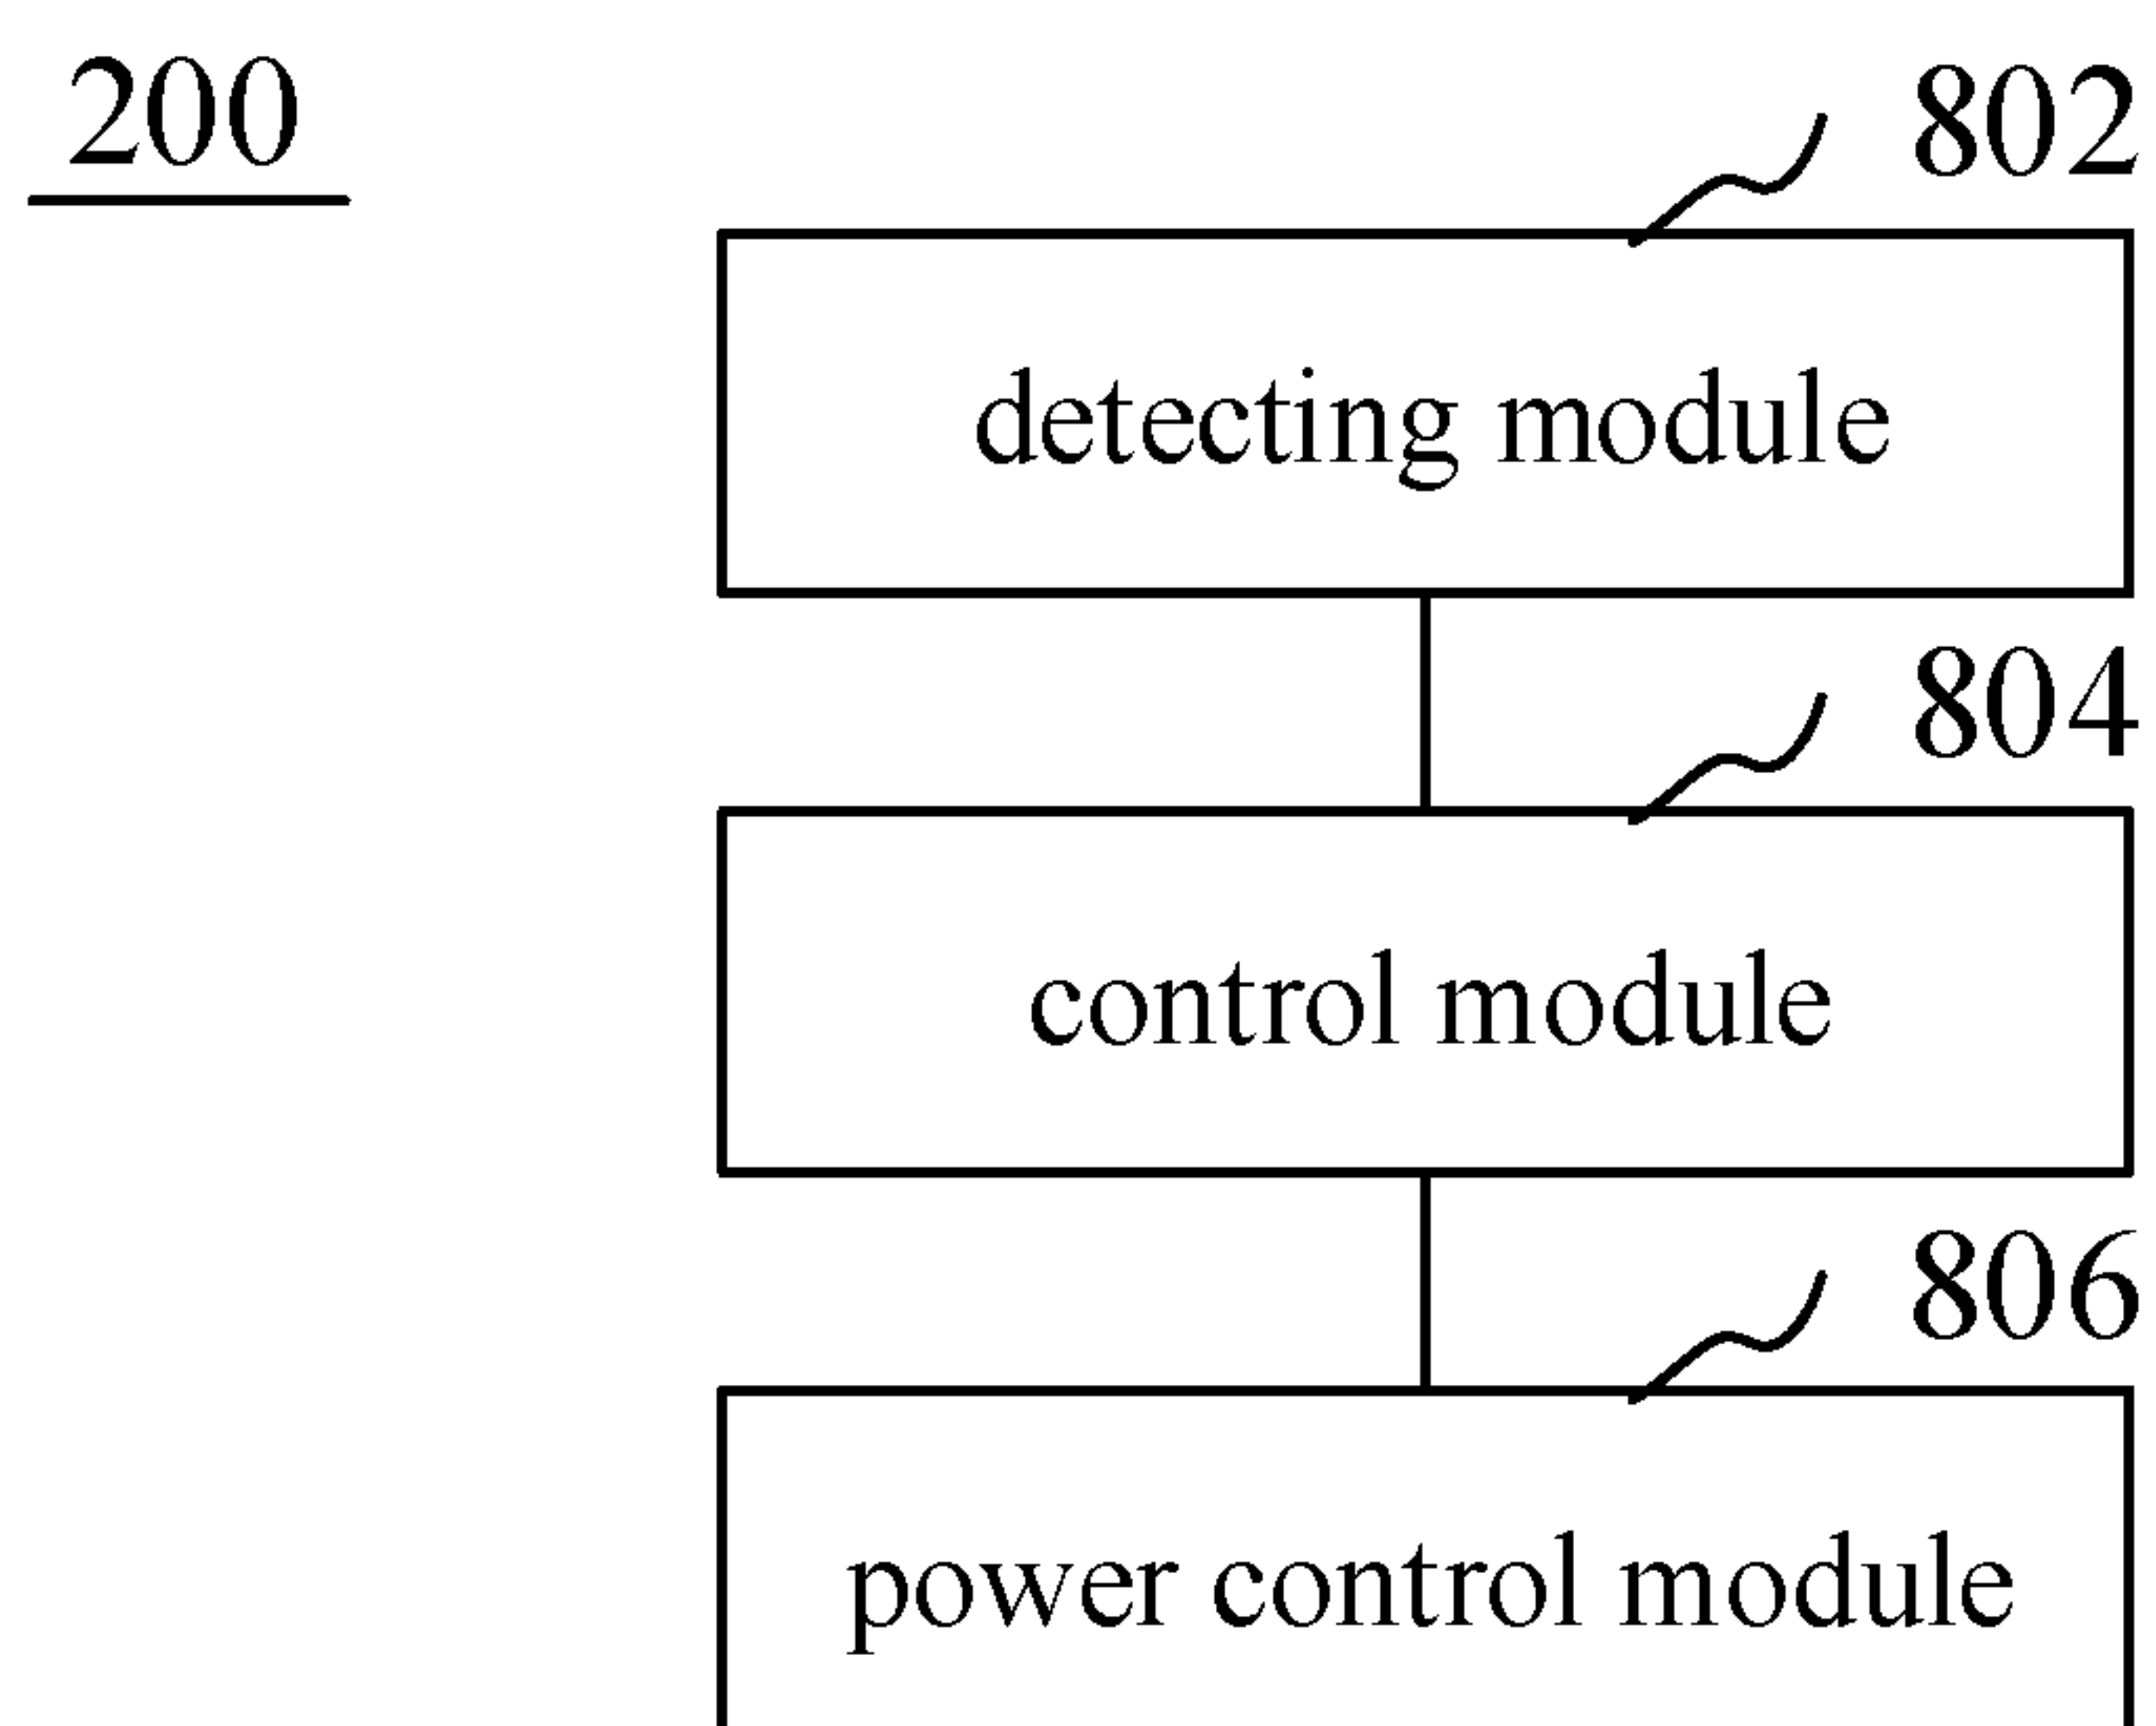 200
802
detecting module
804
control module
806
power control module